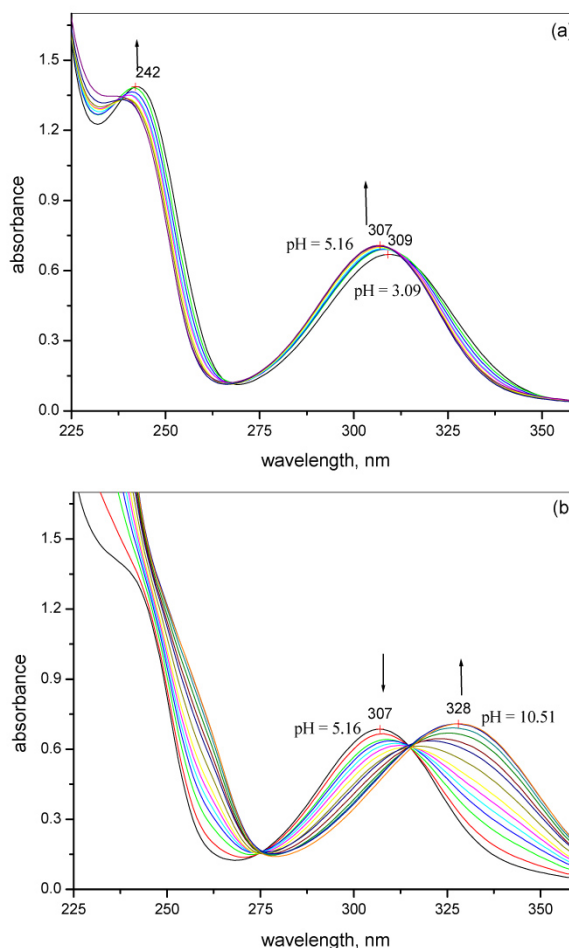 (a)
242
307
309
pH = 5.16
pH = 3.09
1.5
1.2
0.9
0.6
0.3
0.0
absorbance
225 250 275 300 325 350
wavelength, nm
(b
307
328
pH = 5.16
pH = 10.51
1.5
1.2
0.9
0.6
0.3
0.0
absorbance
225 250 275 300 325 350
wavelength, nm